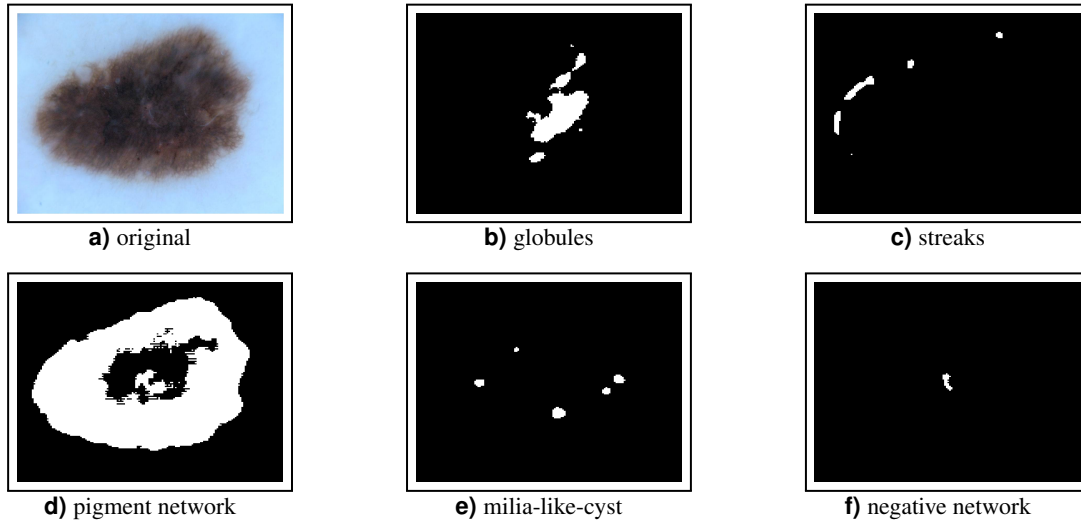 a) original
b) globules
c) streaks
d) pigment network
e) milia-like-cyst
f) negative network